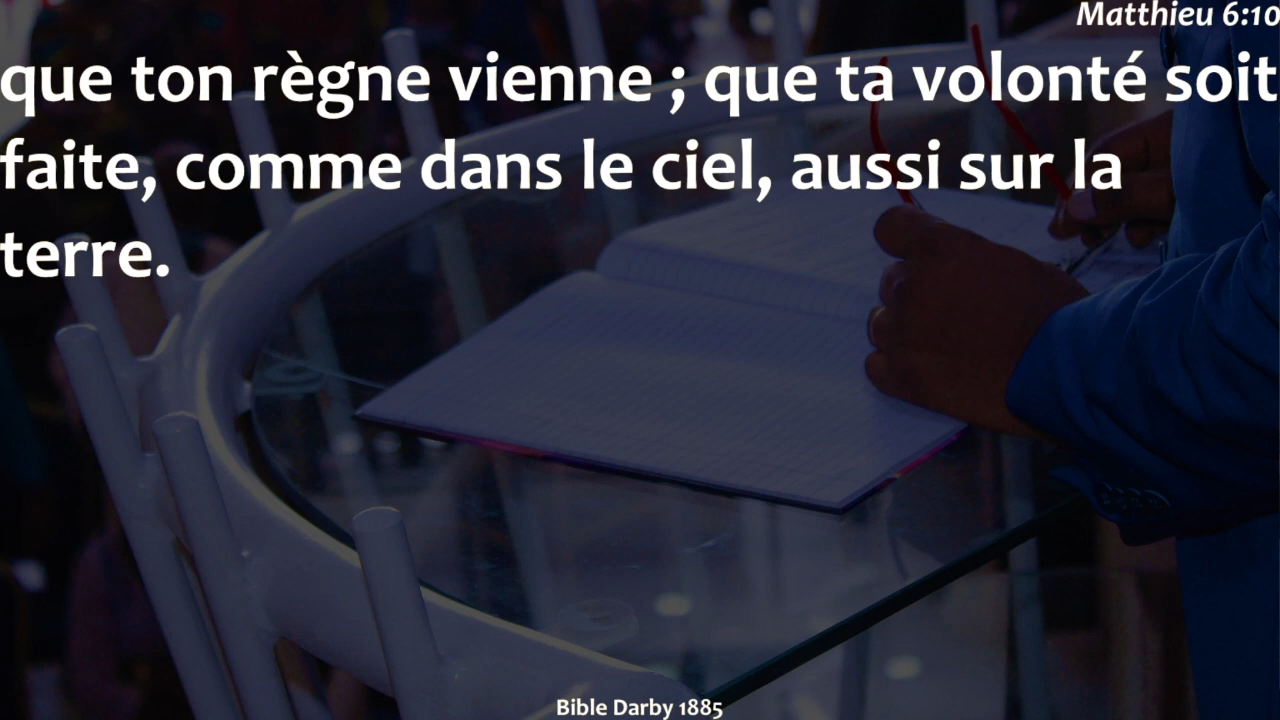 Matthieu 6:10
que ton règne vienne ; que ta volonté soit
faite, comme dans le ciel, aussi sur la
terre.
Bible Darby 1885